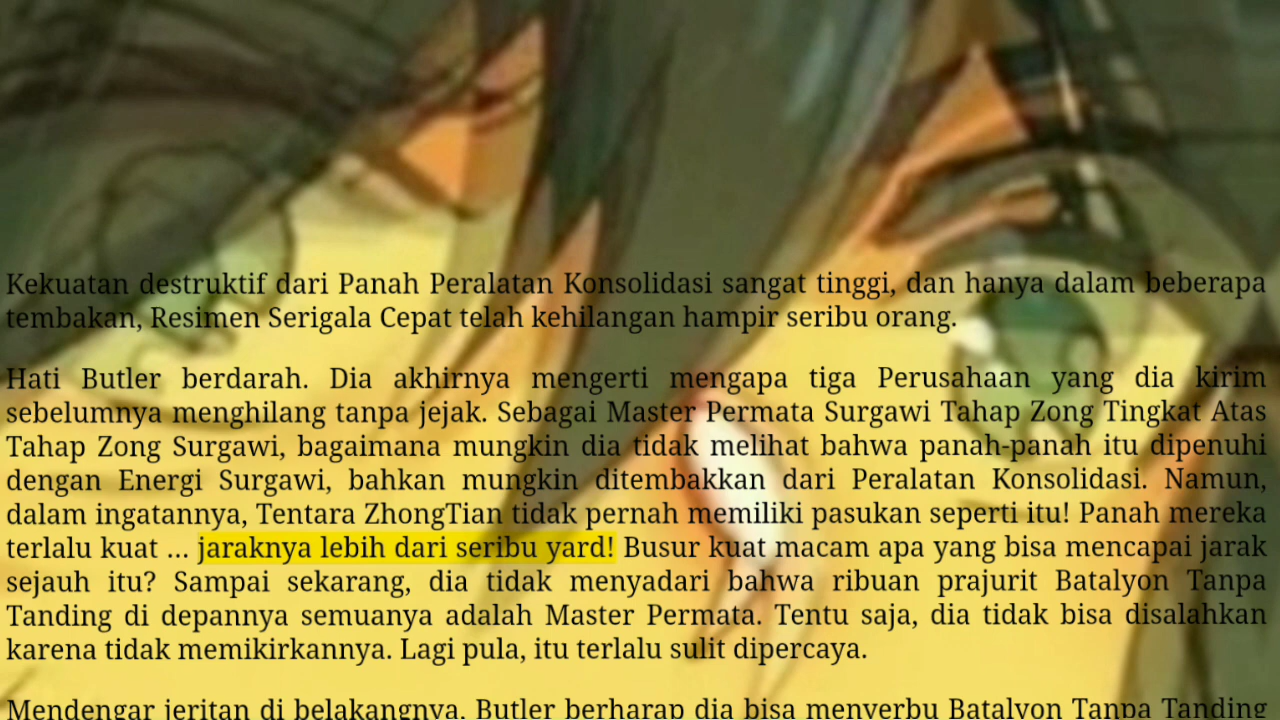 Kekuatan destruktif dari Panah Peralatan Konsolidasi sangat tinggi, dan hanya dalam beberapa
tembakan, Resimen Serigala Cepat telah kehilangan hampir seribu orang.
Hati Butler berdarah. Dia akhirnya mengerti mengapa tiga Perusahaan yang dia kirim
sebelumnya menghilang tanpa jejak. Sebagai Master Permata Surgawi Tahap Zong Tingkat Atas
Tahap Zong Surgawi, bagaimana mungkin dia tidak melihat bahwa panah-panah itu dipenuhi
dengan Energi Surgawi, bahkan mungkin ditembakkan dari Peralatan Konsolidasi. Namun,
dalam ingatannya, Tentara ZhongTian tidak pernah memiliki pasukan seperti itu! Panah mereka
terlalu kuat ... jaraknya lebih dari seribu yard! Busur kuat macam apa yang bisa mencapai jarak
sejauh itu? Sampai sekarang, dia tidak menyadari bahwa ribuan prajurit Batalyon Tanpa
Tanding di depannya semuanya adalah Master Permata. Tentu saja, dia tidak bisa disalahkan
karena tidak memikirkannya. Lagi pula, itu terlalu sulit dipercaya.
Mendengar jeritan di belakangnya, Butler berharap dia bisa menyerbu Batalyon Tanpa Tanding